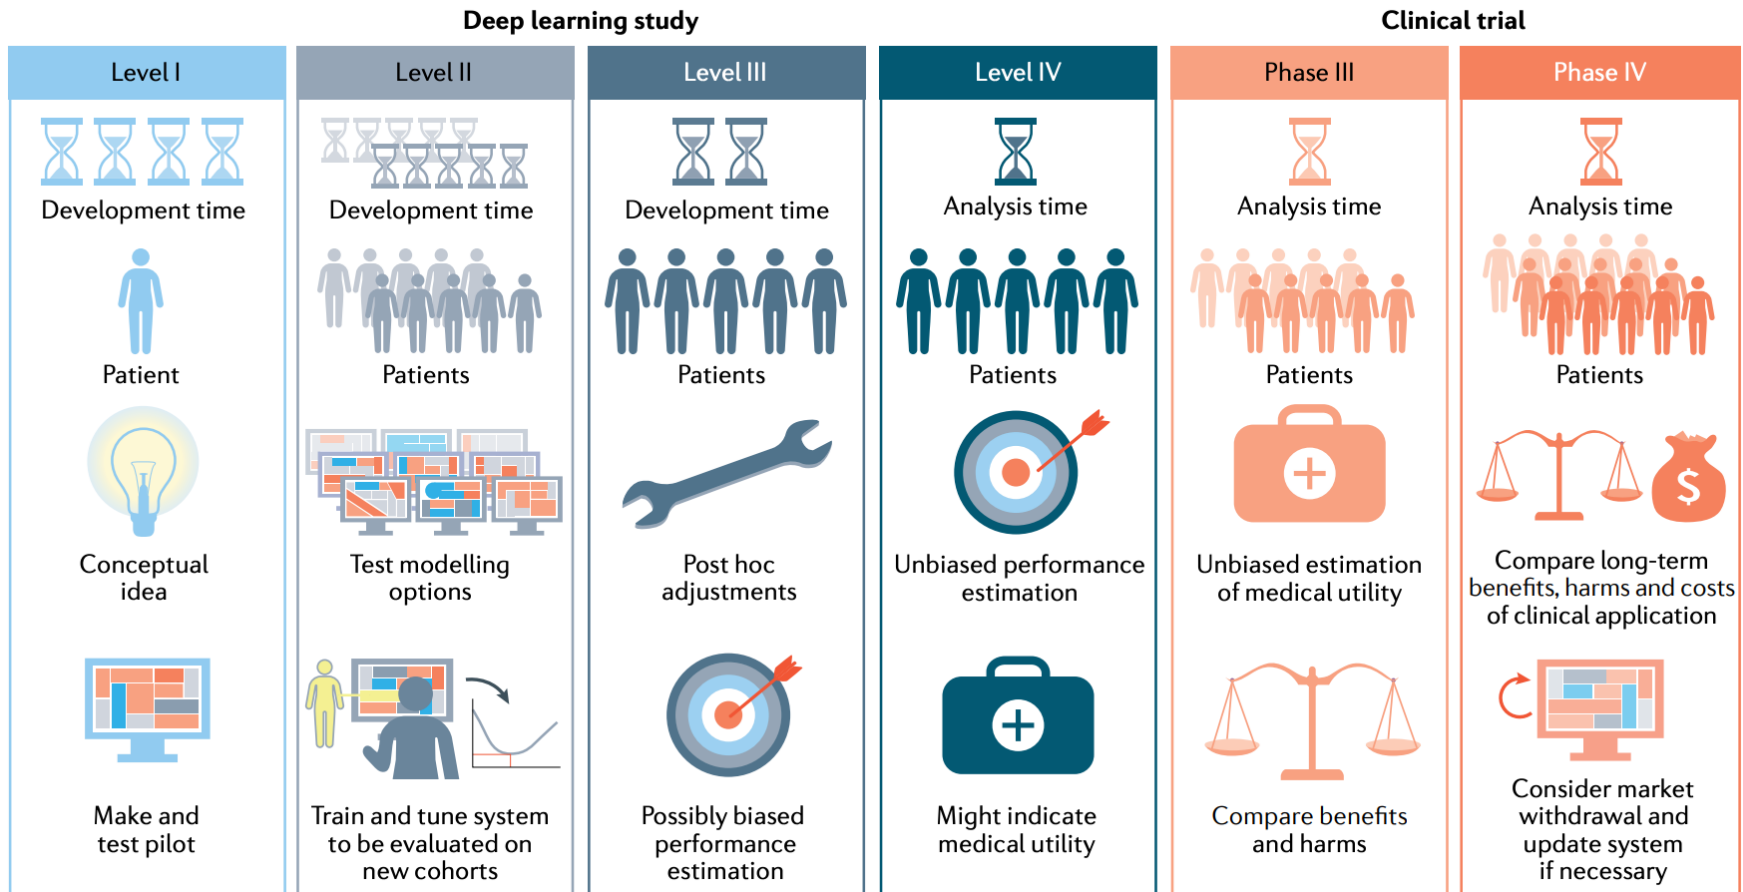 Deep learning study
Clinical trial
Level I
Level II
Level III
Level IV
Phase III
Phase IV
Development time
Development time
Development time
Analysis time
Analysis time
Analysis time
Patient
Patients
Patients
Patients
Patients
Patients
Conceptual
idea
Test modelling
options
Post hoc
adjustments
Unbiased performance
estimation
Unbiased estimation
of medical utility
$
Compare long-term
benefits, harms and costs
of clinical application
Make and
test pilot
Train and tune system
to be evaluated on
new cohorts
Possibly biased
performance
estimation
Might indicate
medical utility
Compare benefits
and harms
Consider market
withdrawal and
update system
if necessary